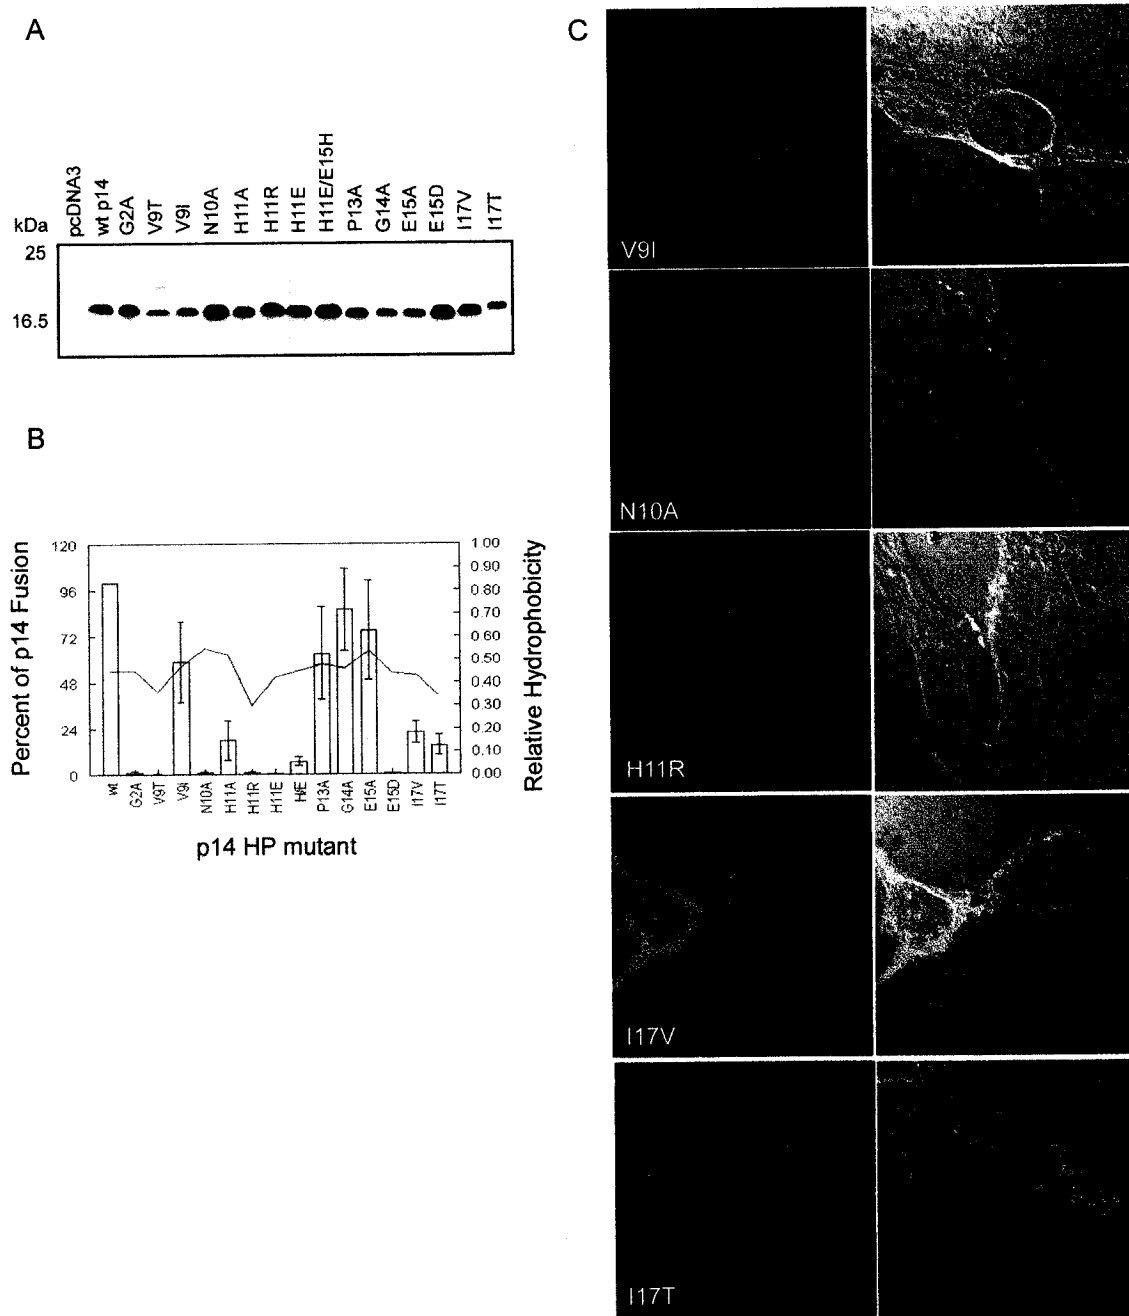 A
kDa
pcDNA3
wt p14
G2A
V9T
V9I
N10A
H11A
H11R
H11E
H11E/E15H
P13A
G14A
E15A
E15D
I17V
I17T
25
16.5
B
Percent of p14 Fusion
120
96
72
48
24
0
1.00
0.90
0.80
0.70
0.60
0.50
0.40
0.30
0.20
0.10
0.00
Relative Hydrophobicity
wt
G2A
V9T
V9I
N10A
H11A
H11R
H11E
H/E
P13A
G14A
E15A
E15D
I17V
I17T
p14 HP mutant
C
V9I
N10A
H11R
I17V
I17T